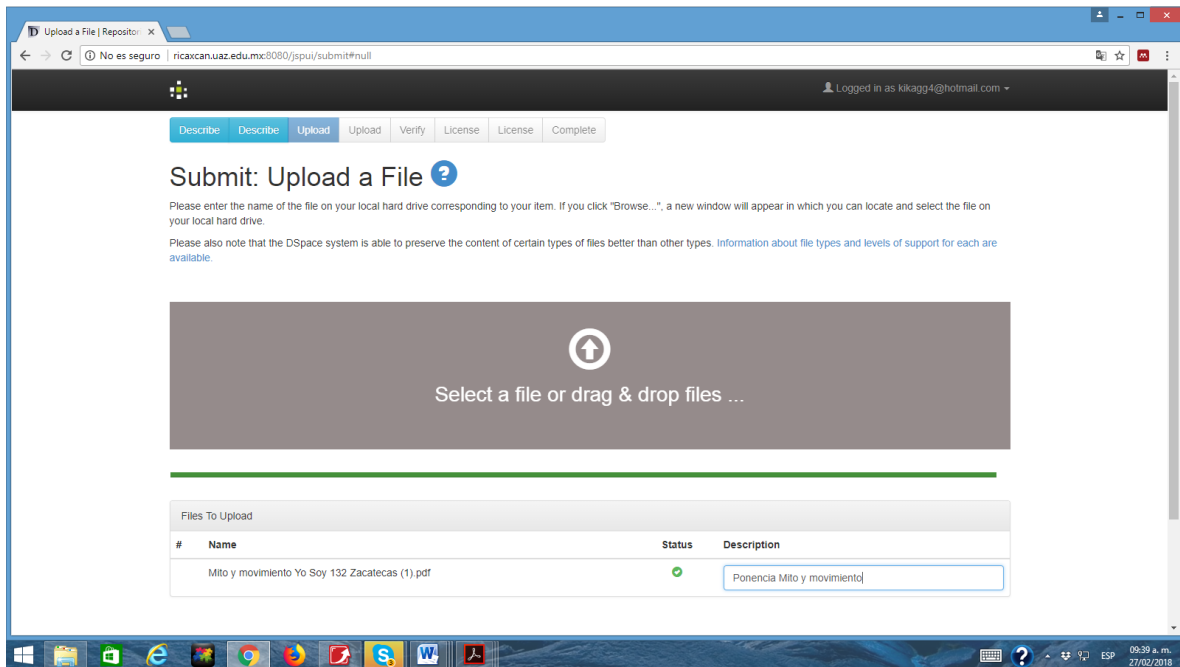 Upload a File | Repositori
No es seguro | ricaxcan.uaz.edu.mx:8080/jspui/submit#null
Logged in as kikagg4@hotmail.com
Describe Describe Upload Upload Verify License License Complete
Submit: Upload a File ?
Please enter the name of the file on your local hard drive corresponding to your item. If you click "Browse...", a new window will appear in which you can locate and select the file on
your local hard drive.
Please also note that the DSpace system is able to preserve the content of certain types of files better than other types. Information about file types and levels of support for each are
available.
Select a file or drag & drop files ...
Files To Upload
# Name Status Description
Mito y movimiento Yo Soy 132 Zacatecas (1).pdf Ponencia Mito y movimiento
ESP 09:39 a. m.
27/02/2018